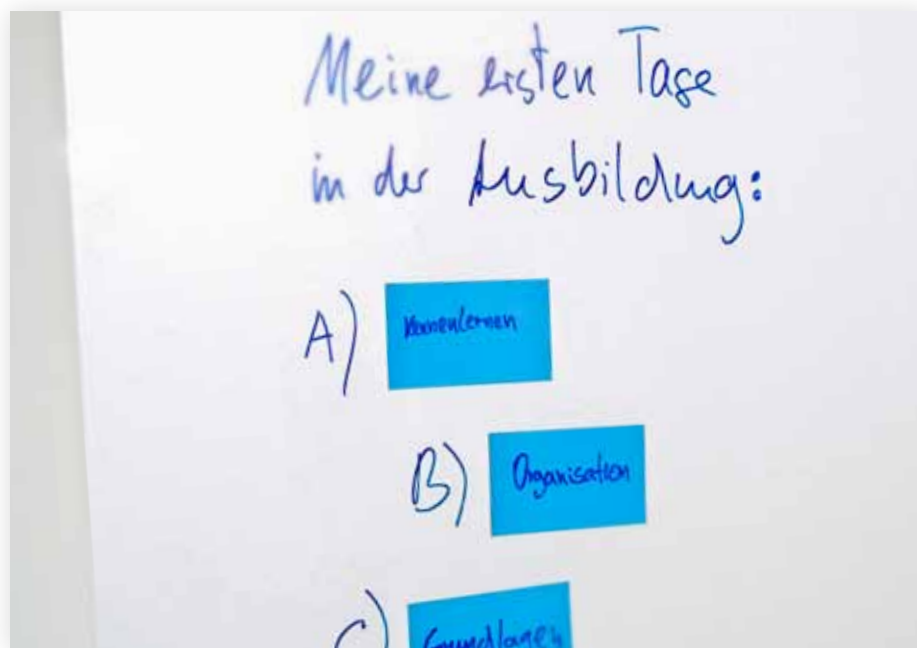 Meine ersten Tage
in der Ausbildung:
A) Kennenlernen
B) Organisation
C) Grundlagen